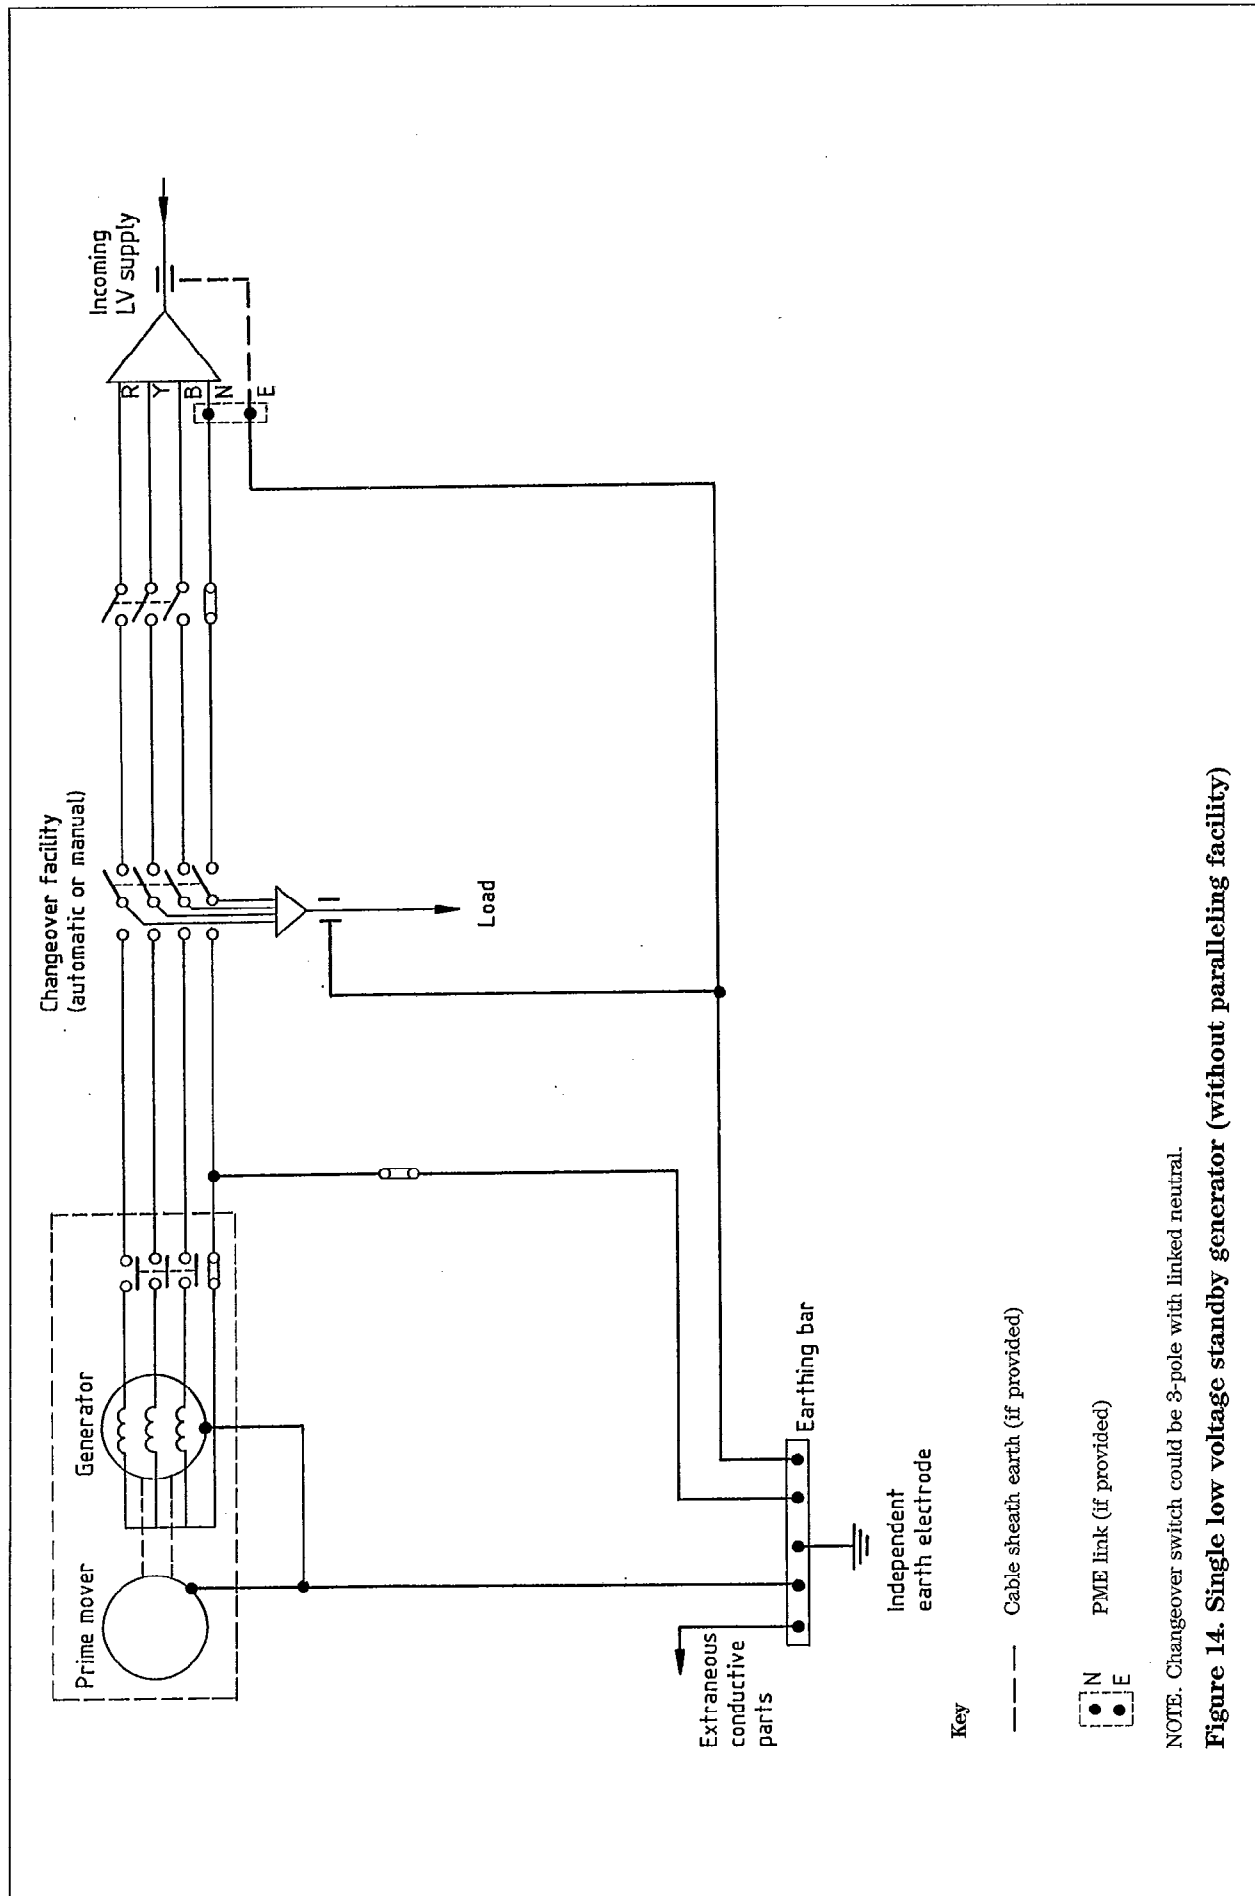 Changeover facility
(automatic or manual)
Incoming
LV supply
Prime mover
Generator
R
Y
B
N
E
Load
Extraneous
conductive
parts
Independent
earth electrode
Earthing bar
Key
Cable sheath earth (if provided)
N
E
PME link (if provided)
NOTE. Changeover switch could be 3-pole with linked neutral.
Figure 14. Single low voltage standby generator (without paralleling facility)